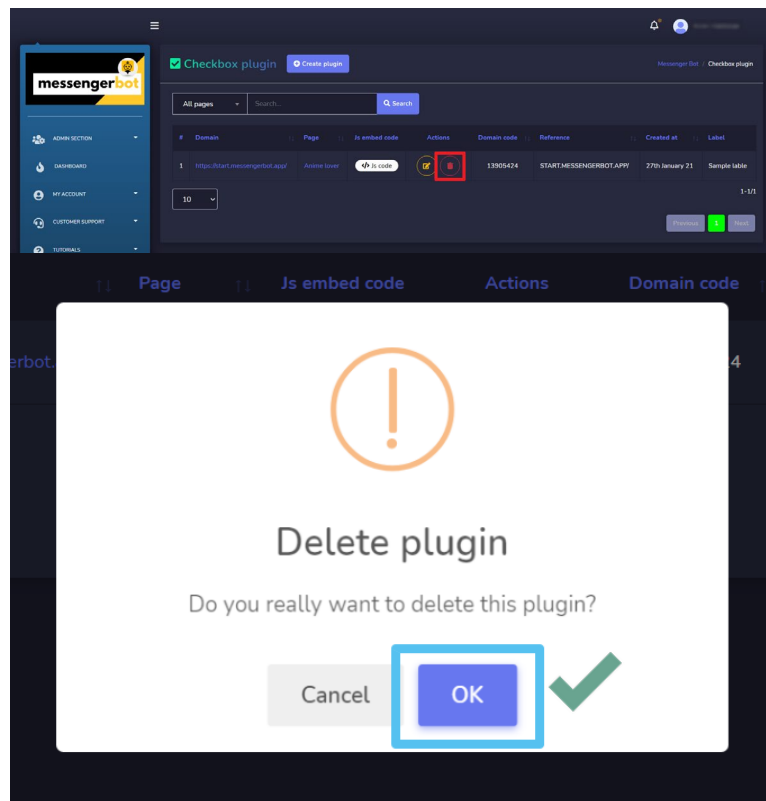 messengerbot
Checkbox plugin
Create plugin
Messenger Bot / Checkbox plugin
All pages
Search...
Search
ADMIN SECTION
DASHBOARD
MY ACCOUNT
CUSTOMER SUPPORT
TUTORIALS
# Domain Page Js embed code Actions Domain code Reference Created at Label
1 https://start.messengerbot.app/ Anime lover </> Js code 13905424 START.MESSENGERBOT.APP/ 27th January 21 Sample lable
10
1-1/1
Previous 1 Next
Page Js embed code Actions Domain code
erbot.
4
Delete plugin
Do you really want to delete this plugin?
Cancel
OK